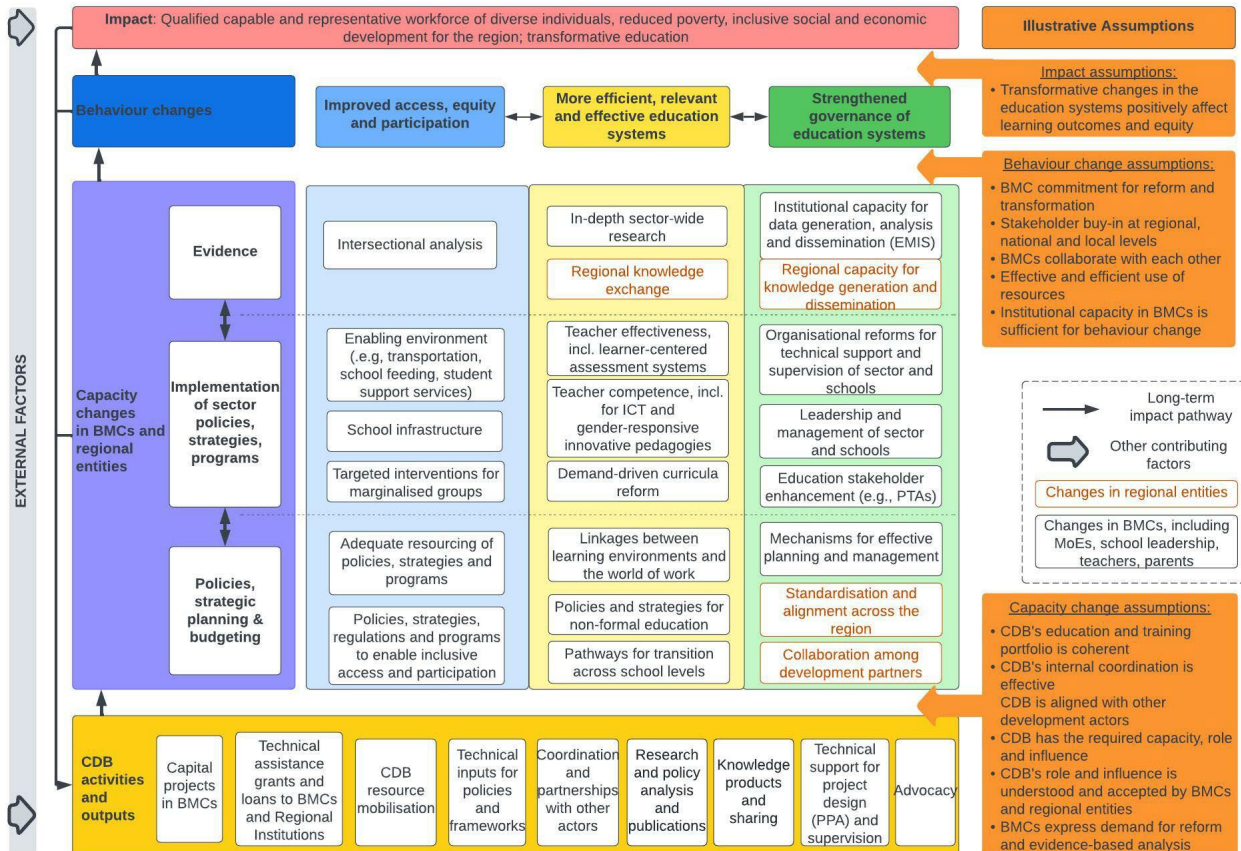 Impact: Qualified capable and representative workforce of diverse individuals, reduced poverty, inclusive social and economic
development for the region; transformative education
Illustrative Assumptions
EXTERNAL FACTORS
Behaviour changes
Improved access, equity
and participation
More efficient, relevant
and effective education
systems
Strengthened
governance of
education systems
Impact assumptions:
• Transformative changes in the
education systems positively affect
learning outcomes and equity
Behaviour change assumptions:
• BMC commitment for reform and
transformation
• Stakeholder buy-in at regional,
national and local levels
• BMCs collaborate with each other
• Effective and efficient use of
resources
• Institutional capacity in BMCs is
sufficient for behaviour change
Capacity
changes
in BMCs and
regional
entities
Evidence
Intersectional analysis
In-depth sector-wide
research
Regional knowledge
exchange
Institutional capacity for
data generation, analysis
and dissemination (EMIS)
Regional capacity for
knowledge generation and
dissemination
Implementation
of sector
policies,
strategies,
programs
Enabling environment
(.e.g, transportation,
school feeding, student
support services)
School infrastructure
Targeted interventions for
marginalised groups
Teacher effectiveness,
incl. learner-centered
assessment systems
Teacher competence, incl.
for ICT and
gender-responsive
innovative pedagogies
Demand-driven curricula
reform
Organisational reforms for
technical support and
supervision of sector and
schools
Leadership and
management of sector
and schools
Education stakeholder
enhancement (e.g., PTAs)
Policies,
strategic
planning &
budgeting
Adequate resourcing of
policies, strategies and
programs
Policies, strategies,
regulations and programs
to enable inclusive
access and participation
Linkages between
learning environments and
the world of work
Policies and strategies for
non-formal education
Pathways for transition
across school levels
Mechanisms for effective
planning and management
Standardisation and
alignment across the
region
Collaboration among
development partners
Long-term
impact pathway
Other contributing
factors
Changes in regional entities
Changes in BMCs, including
MoEs, school leadership,
teachers, parents
Capacity change assumptions:
• CDB's education and training
portfolio is coherent
• CDB's internal coordination is
effective
CDB is aligned with other
development actors
• CDB has the required capacity, role
and influence
• CDB's role and influence is
understood and accepted by BMCs
and regional entities
• BMCs express demand for reform
and evidence-based analysis
CDB
activities
and
outputs
Capital
projects
in BMCs
Technical
assistance
grants and
loans to BMCs
and Regional
Institutions
CDB
resource
mobilisation
Technical
inputs for
policies
and
frameworks
Coordination
and
partnerships
with other
actors
Research
and policy
analysis
and
publications
Knowledge
products
and
sharing
Technical
support for
project
design
(PPA) and
supervision
Advocacy